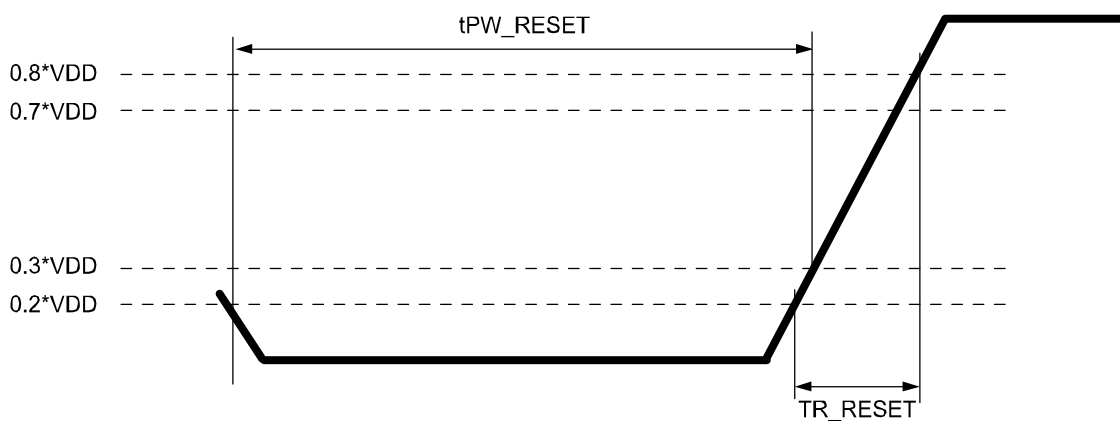 tPW_RESET
0.8*VDD
0.7*VDD
0.3*VDD
0.2*VDD
TR_RESET